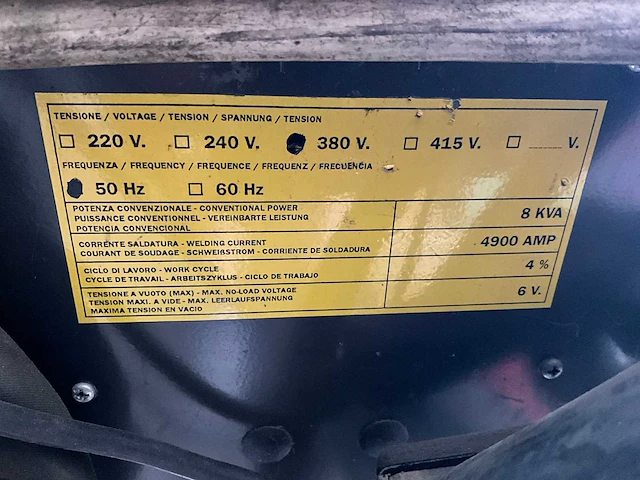 TENSIONE / VOLTAGE / TENSION / SPANNUNG / TENSION
220 V. 240 V. 380 V. 415 V. _____ V.
FREQUENZA / FREQUENCY / FREQUENCE / FREQUENZ / FRECUENCIA
50 Hz 60 Hz
POTENZA CONVENZIONALE - CONVENTIONAL POWER
PUISSANCE CONVENTIONNEL - VEREINBARTE LEISTUNG
POTENCIA CONVENCIONAL
8 KVA
CORRENTE SALDATURA - WELDING CURRENT
COURANT DE SOUDAGE - SCHWEIßSTROM - CORRIENTE DE SOLDADURA
4900 AMP
CICLO DI LAVORO - WORK CYCLE
CYCLE DE TRAVAIL - ARBEITSZYKLUS - CICLO DE TRABAJO
4 %
TENSIONE A VUOTO (MAX) - MAX. NO-LOAD VOLTAGE
TENSION MAXI. A VIDE - MAX. LEERLAUFSPANNUNG
MAXIMA TENSION EN VACIO
6 V.